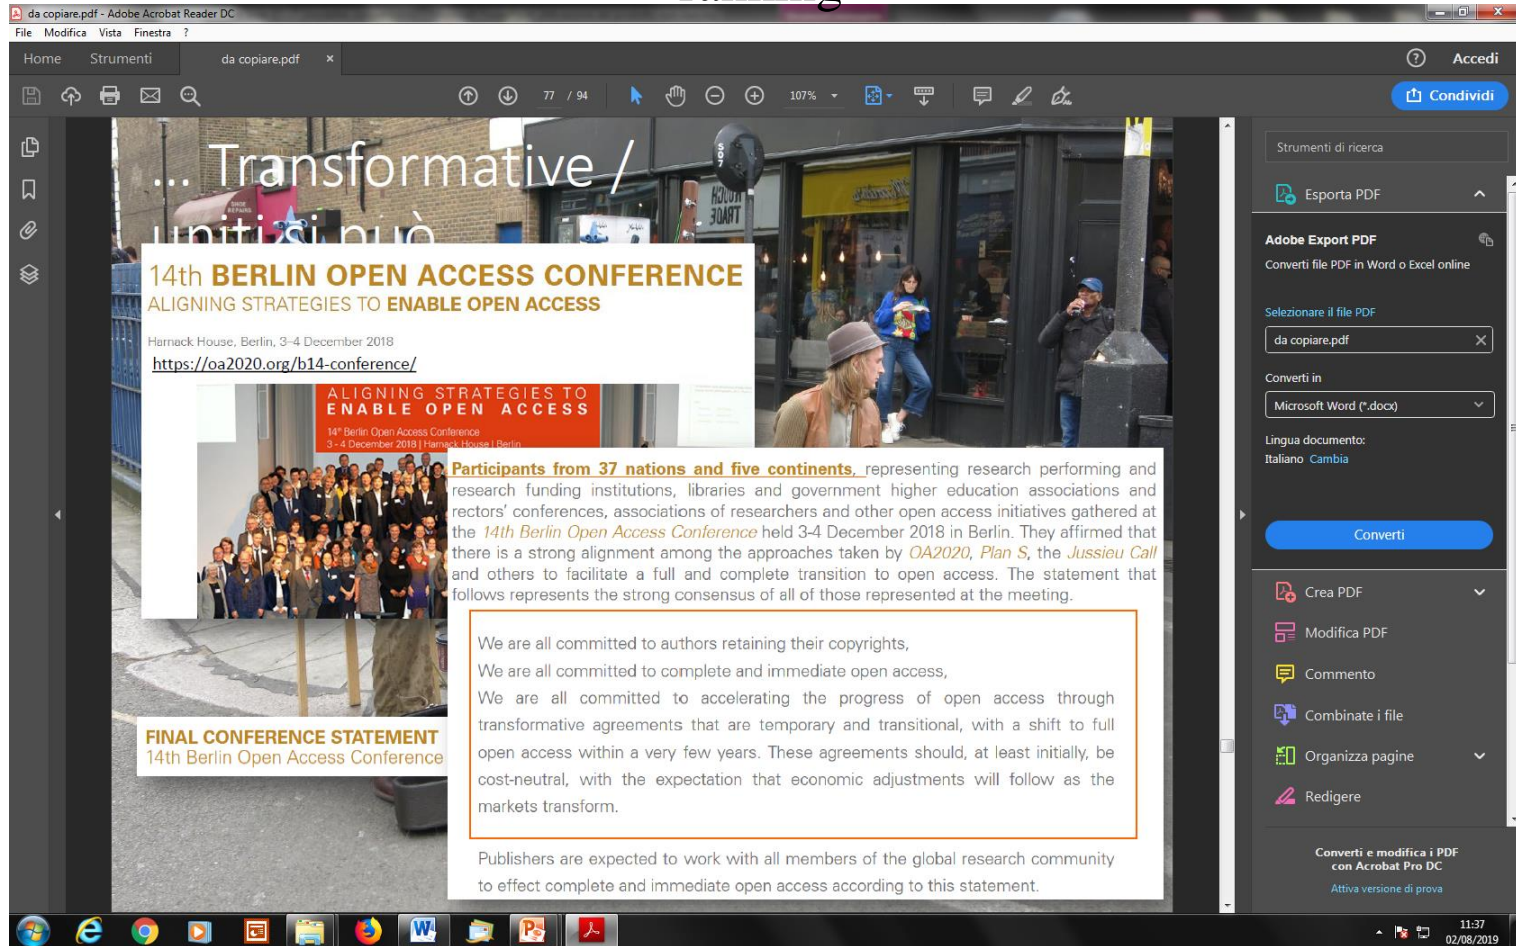 da copiare.pdf - Adobe Acrobat Reader DC
File Modifica Vista Finestra ?
Home Strumenti da copiare.pdf × Accedi
77 / 94 107% Condividi
... Transformative /
uniti si può
SHOE
REPAIRS
ROUGH
TRADE
14th BERLIN OPEN ACCESS CONFERENCE
ALIGNING STRATEGIES TO ENABLE OPEN ACCESS
Harnack House, Berlin, 3–4 December 2018
https://oa2020.org/b14-conference/
ALIGNING STRATEGIES TO
ENABLE OPEN ACCESS
14th Berlin Open Access Conference
3 - 4 December 2018 | Harnack House | Berlin
Participants from 37 nations and five continents, representing research performing and
research funding institutions, libraries and government higher education associations and
rectors' conferences, associations of researchers and other open access initiatives gathered at
the 14th Berlin Open Access Conference held 3-4 December 2018 in Berlin. They affirmed that
there is a strong alignment among the approaches taken by OA2020, Plan S, the Jussieu Call
and others to facilitate a full and complete transition to open access. The statement that
follows represents the strong consensus of all of those represented at the meeting.
We are all committed to authors retaining their copyrights,
We are all committed to complete and immediate open access,
We are all committed to accelerating the progress of open access through
transformative agreements that are temporary and transitional, with a shift to full
open access within a very few years. These agreements should, at least initially, be
cost-neutral, with the expectation that economic adjustments will follow as the
markets transform.
FINAL CONFERENCE STATEMENT
14th Berlin Open Access Conference
Publishers are expected to work with all members of the global research community
to effect complete and immediate open access according to this statement.
Strumenti di ricerca
Esporta PDF
Adobe Export PDF
Converti file PDF in Word o Excel online
Selezionare il file PDF
da copiare.pdf
Converti in
Microsoft Word (*.docx)
Lingua documento:
Italiano Cambia
Converti
Crea PDF
Modifica PDF
Commento
Combinate i file
Organizza pagine
Redigere
Converti e modifica i PDF
con Acrobat Pro DC
Attiva versione di prova
11:37
02/08/2019